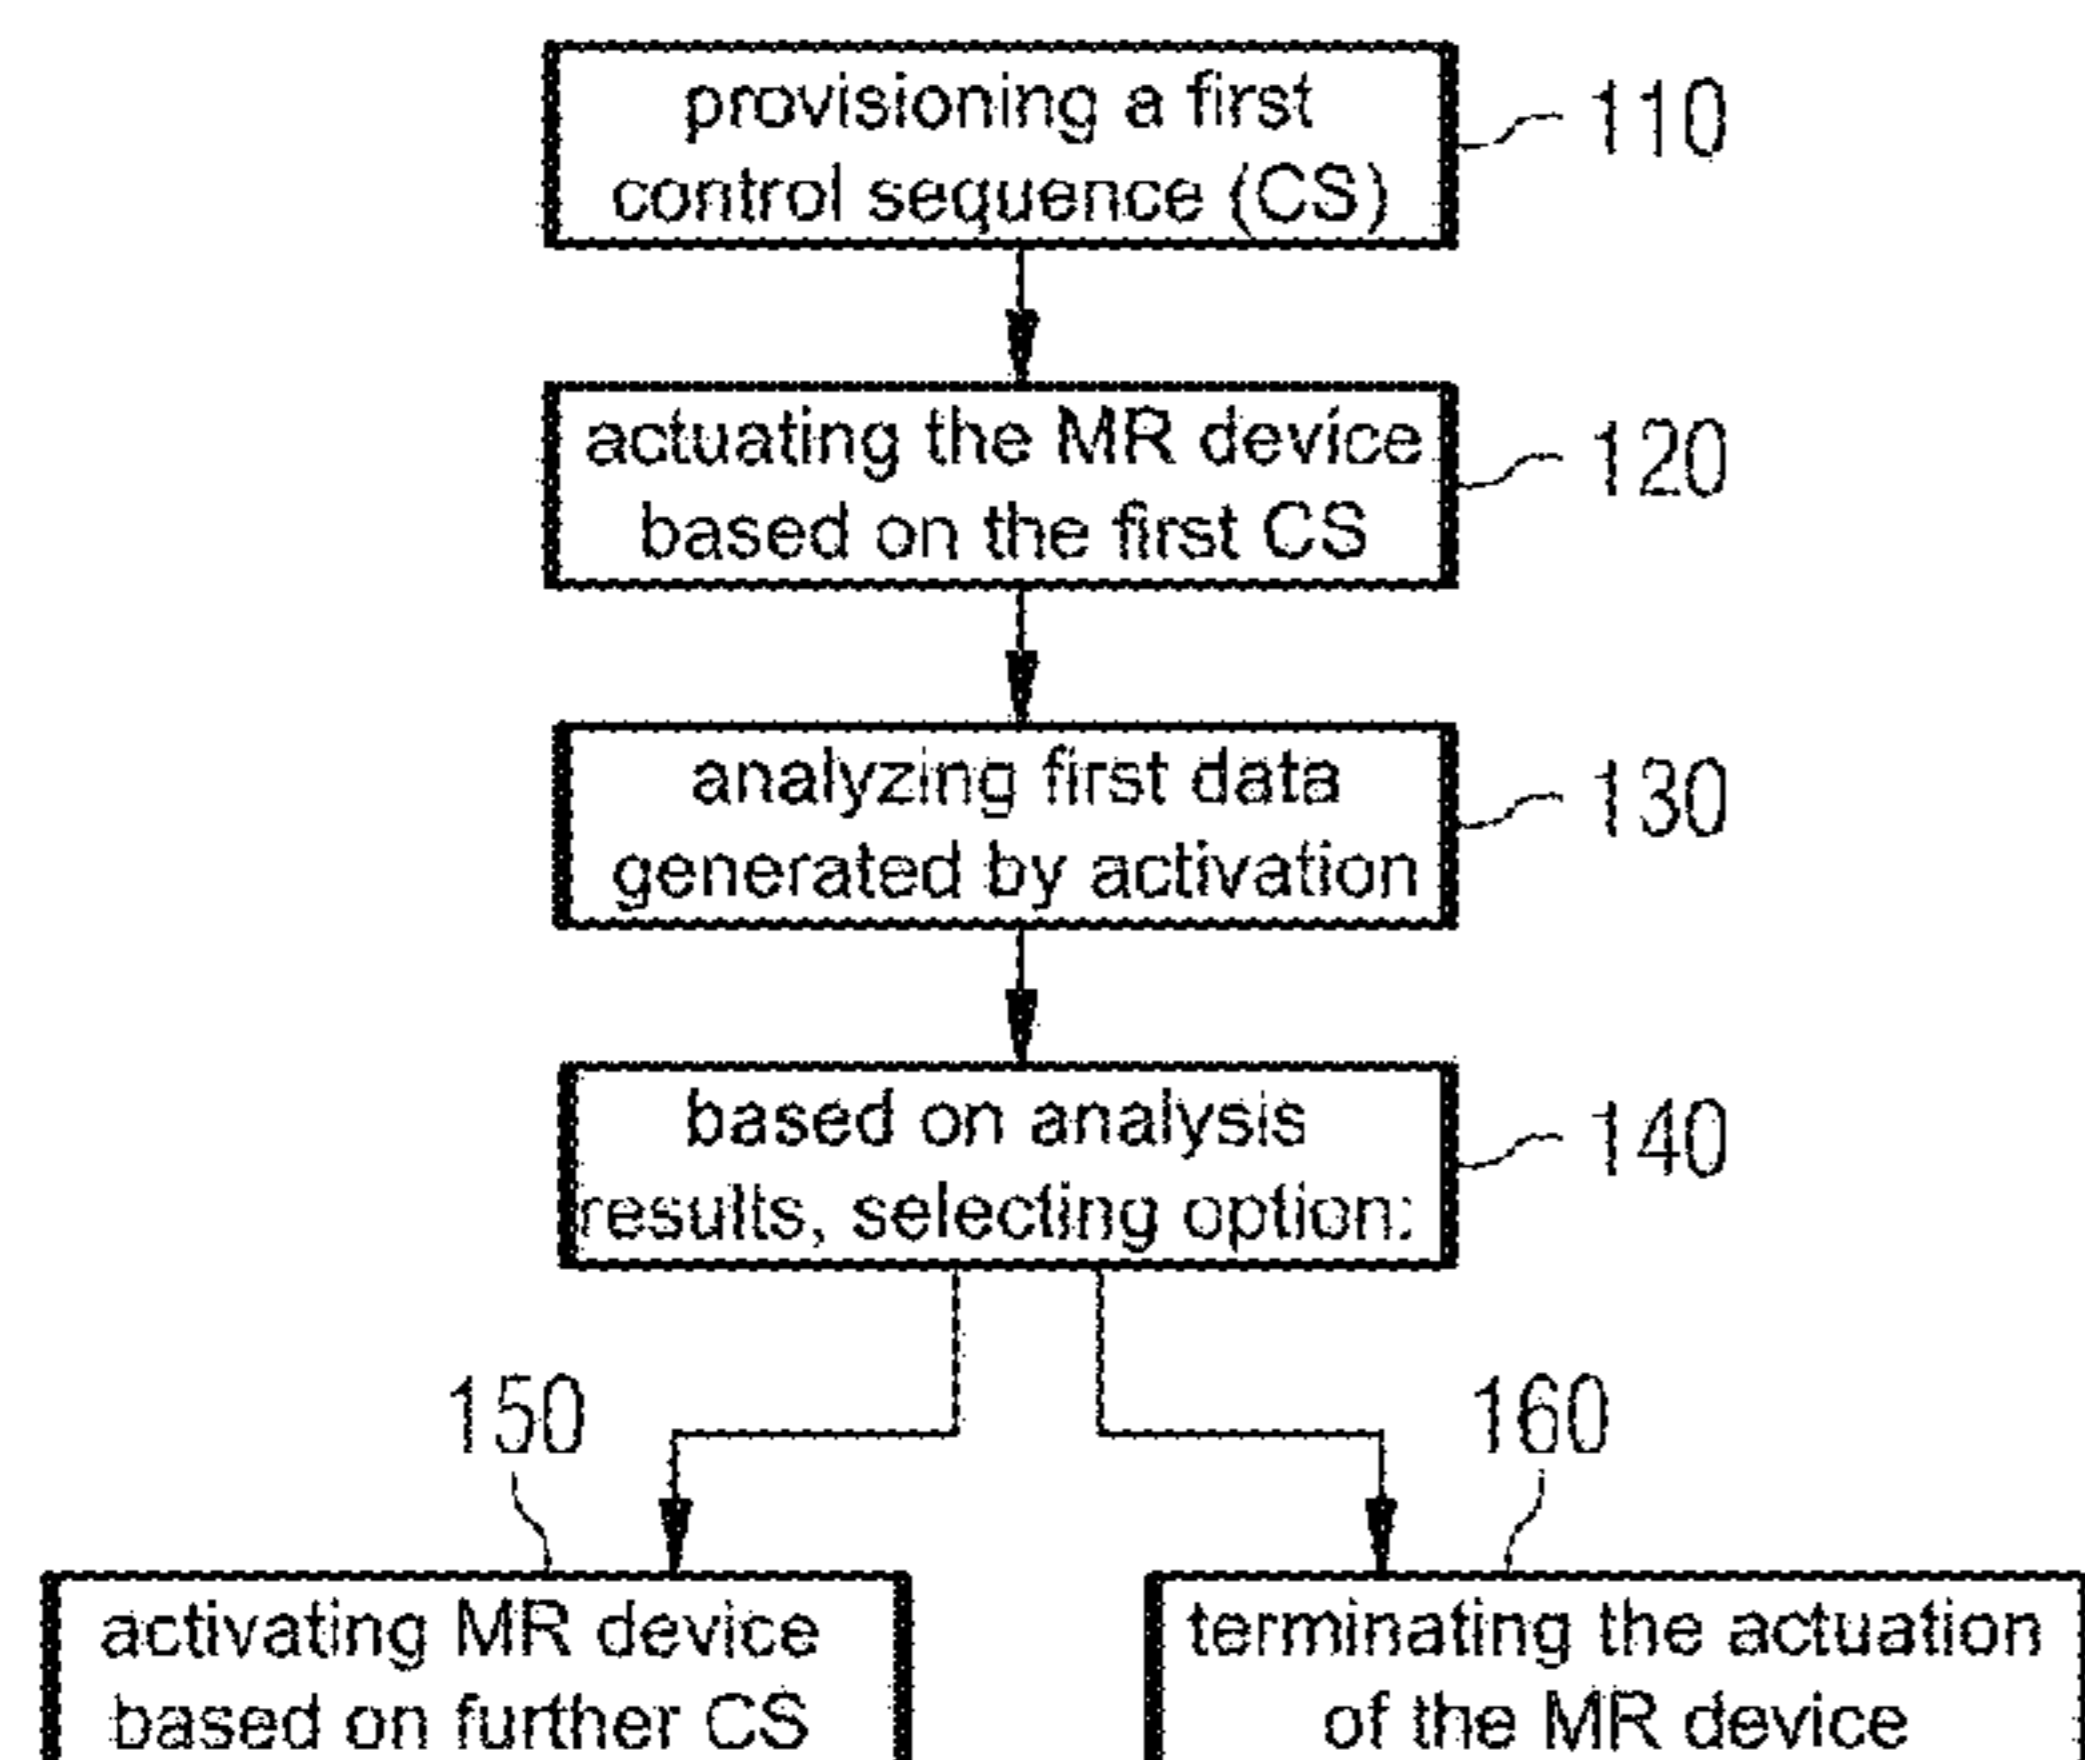 provisioning a first
control sequence (CS)
110
actuating the MR device
based on the first CS
120
analyzing first data
generated by activation
130
based on analysis
results, selecting option:
140
150
160
activating MR device
based on further CS
terminating the actuation
of the MR device